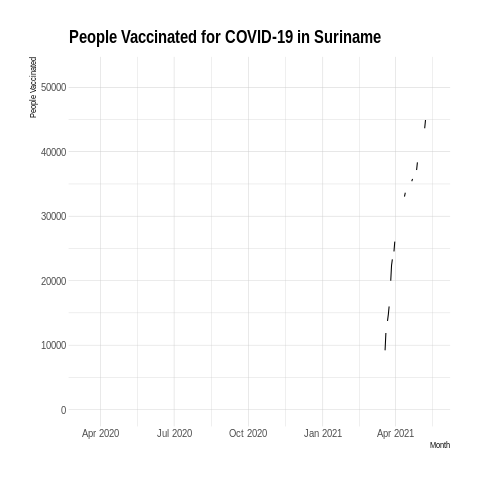 People Vaccinated for COVID-19 in Suriname
People Vaccinated
50000
40000
30000
20000
10000
0
Apr 2020 Jul 2020 Oct 2020 Jan 2021 Apr 2021
Month